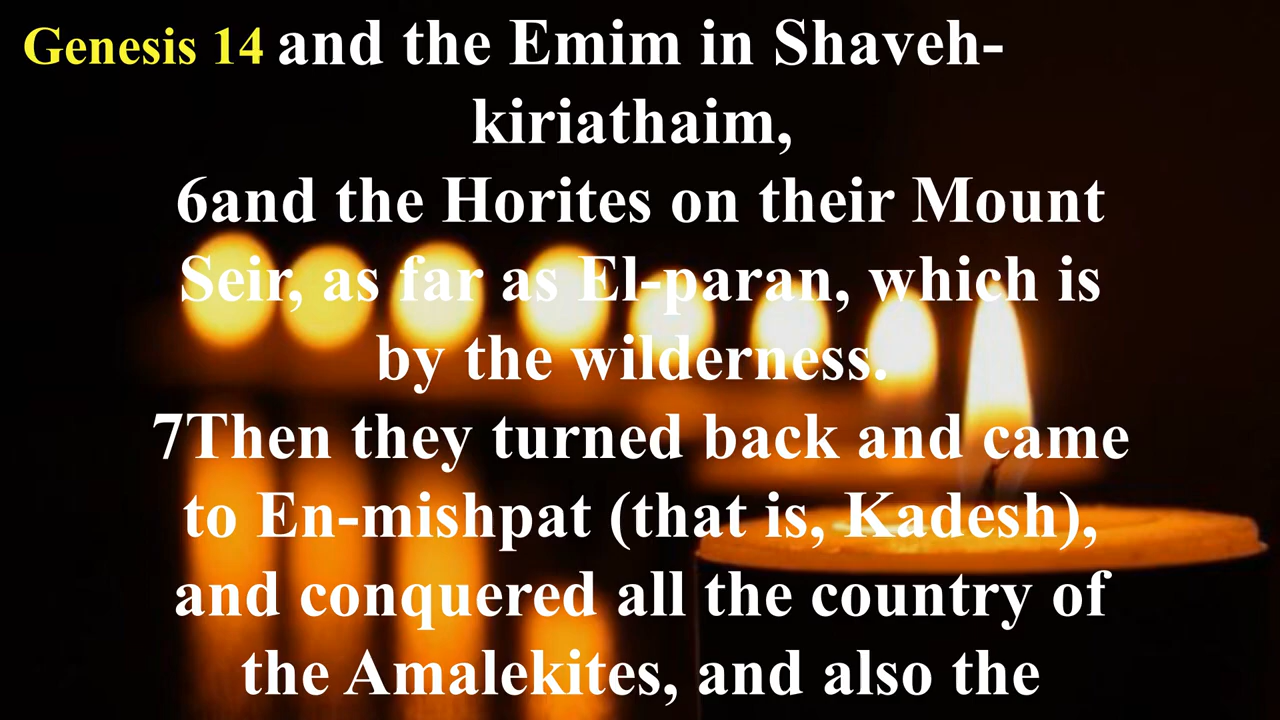 Genesis 14 and the Emim in Shaveh-
kiriathaim,
6and the Horites on their Mount
Seir, as far as El-paran, which is
by the wilderness.
7Then they turned back and came
to En-mishpat (that is, Kadesh),
and conquered all the country of
the Amalekites, and also the